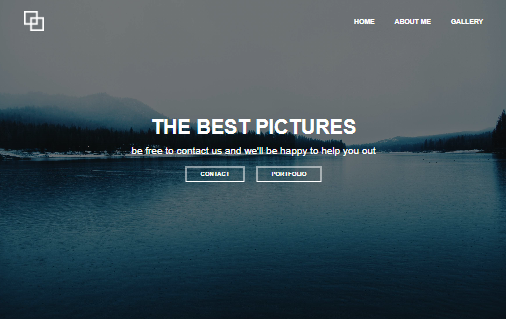 HOME ABOUT ME GALLERY
THE BEST PICTURES
be free to contact us and we'll be happy to help you out
CONTACT PORTFOLIO